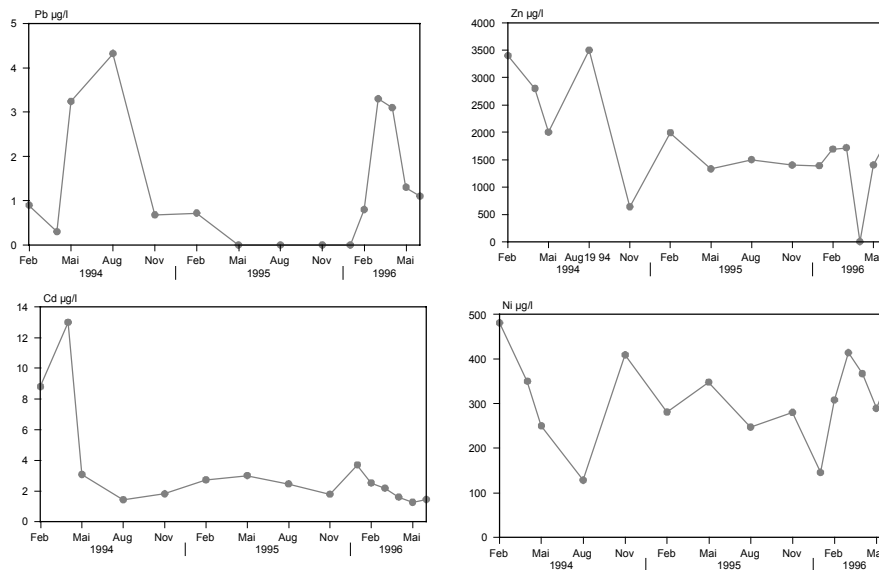 Pb µg/l
5
4
3
2
1
0
Feb Mai Aug Nov Feb Mai Aug Nov Feb Mai
1994 1995 1996
Zn µg/l
4000
3500
3000
2500
2000
1500
1000
500
0
Feb Mai Aug19 94 Nov Feb Mai Aug Nov Feb Ma
1994 1995 1996
Cd µg/l
14
12
10
8
6
4
2
0
Feb Mai Aug Nov Feb Mai Aug Nov Feb Mai
1994 1995 1996
Ni µg/l
500
400
300
200
100
0
Feb Mai Aug Nov Feb Mai Aug Nov Feb Ma
1994 1995 1996